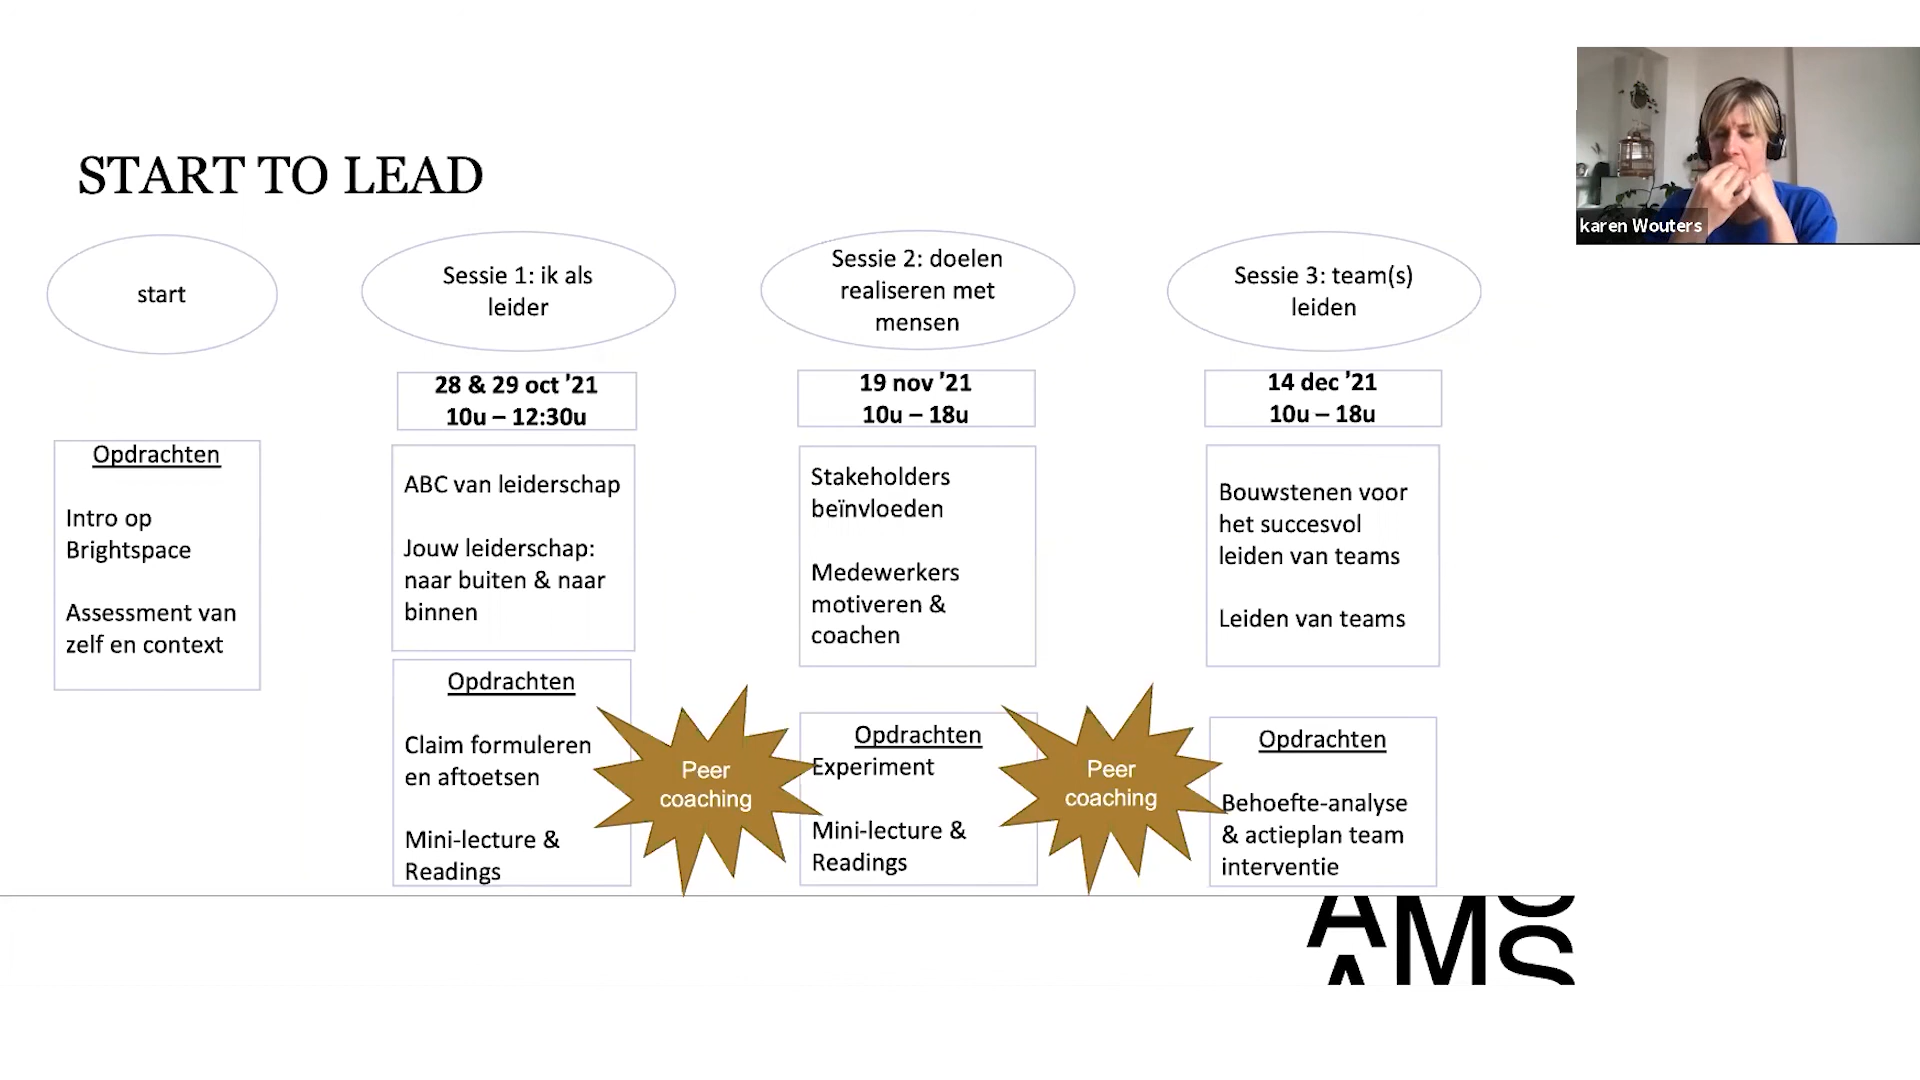 START TO LEAD
karen Wouters
start
Sessie 1: ik als
leider
Sessie 2: doelen
realiseren met
mensen
Sessie 3: team(s)
leiden
28 & 29 oct ’21
10u – 12:30u
19 nov ’21
10u – 18u
14 dec ’21
10u – 18u
Opdrachten
Intro op
Brightspace
Assessment van
zelf en context
ABC van leiderschap
Jouw leiderschap:
naar buiten & naar
binnen
Stakeholders
beïnvloeden
Medewerkers
motiveren &
coachen
Bouwstenen voor
het succesvol
leiden van teams
Leiden van teams
Opdrachten
Claim formuleren
en aftoetsen
Mini-lecture &
Readings
Peer
coaching
Opdrachten
Experiment
Mini-lecture &
Readings
Peer
coaching
Opdrachten
Behoefte-analyse
& actieplan team
interventie
AMS